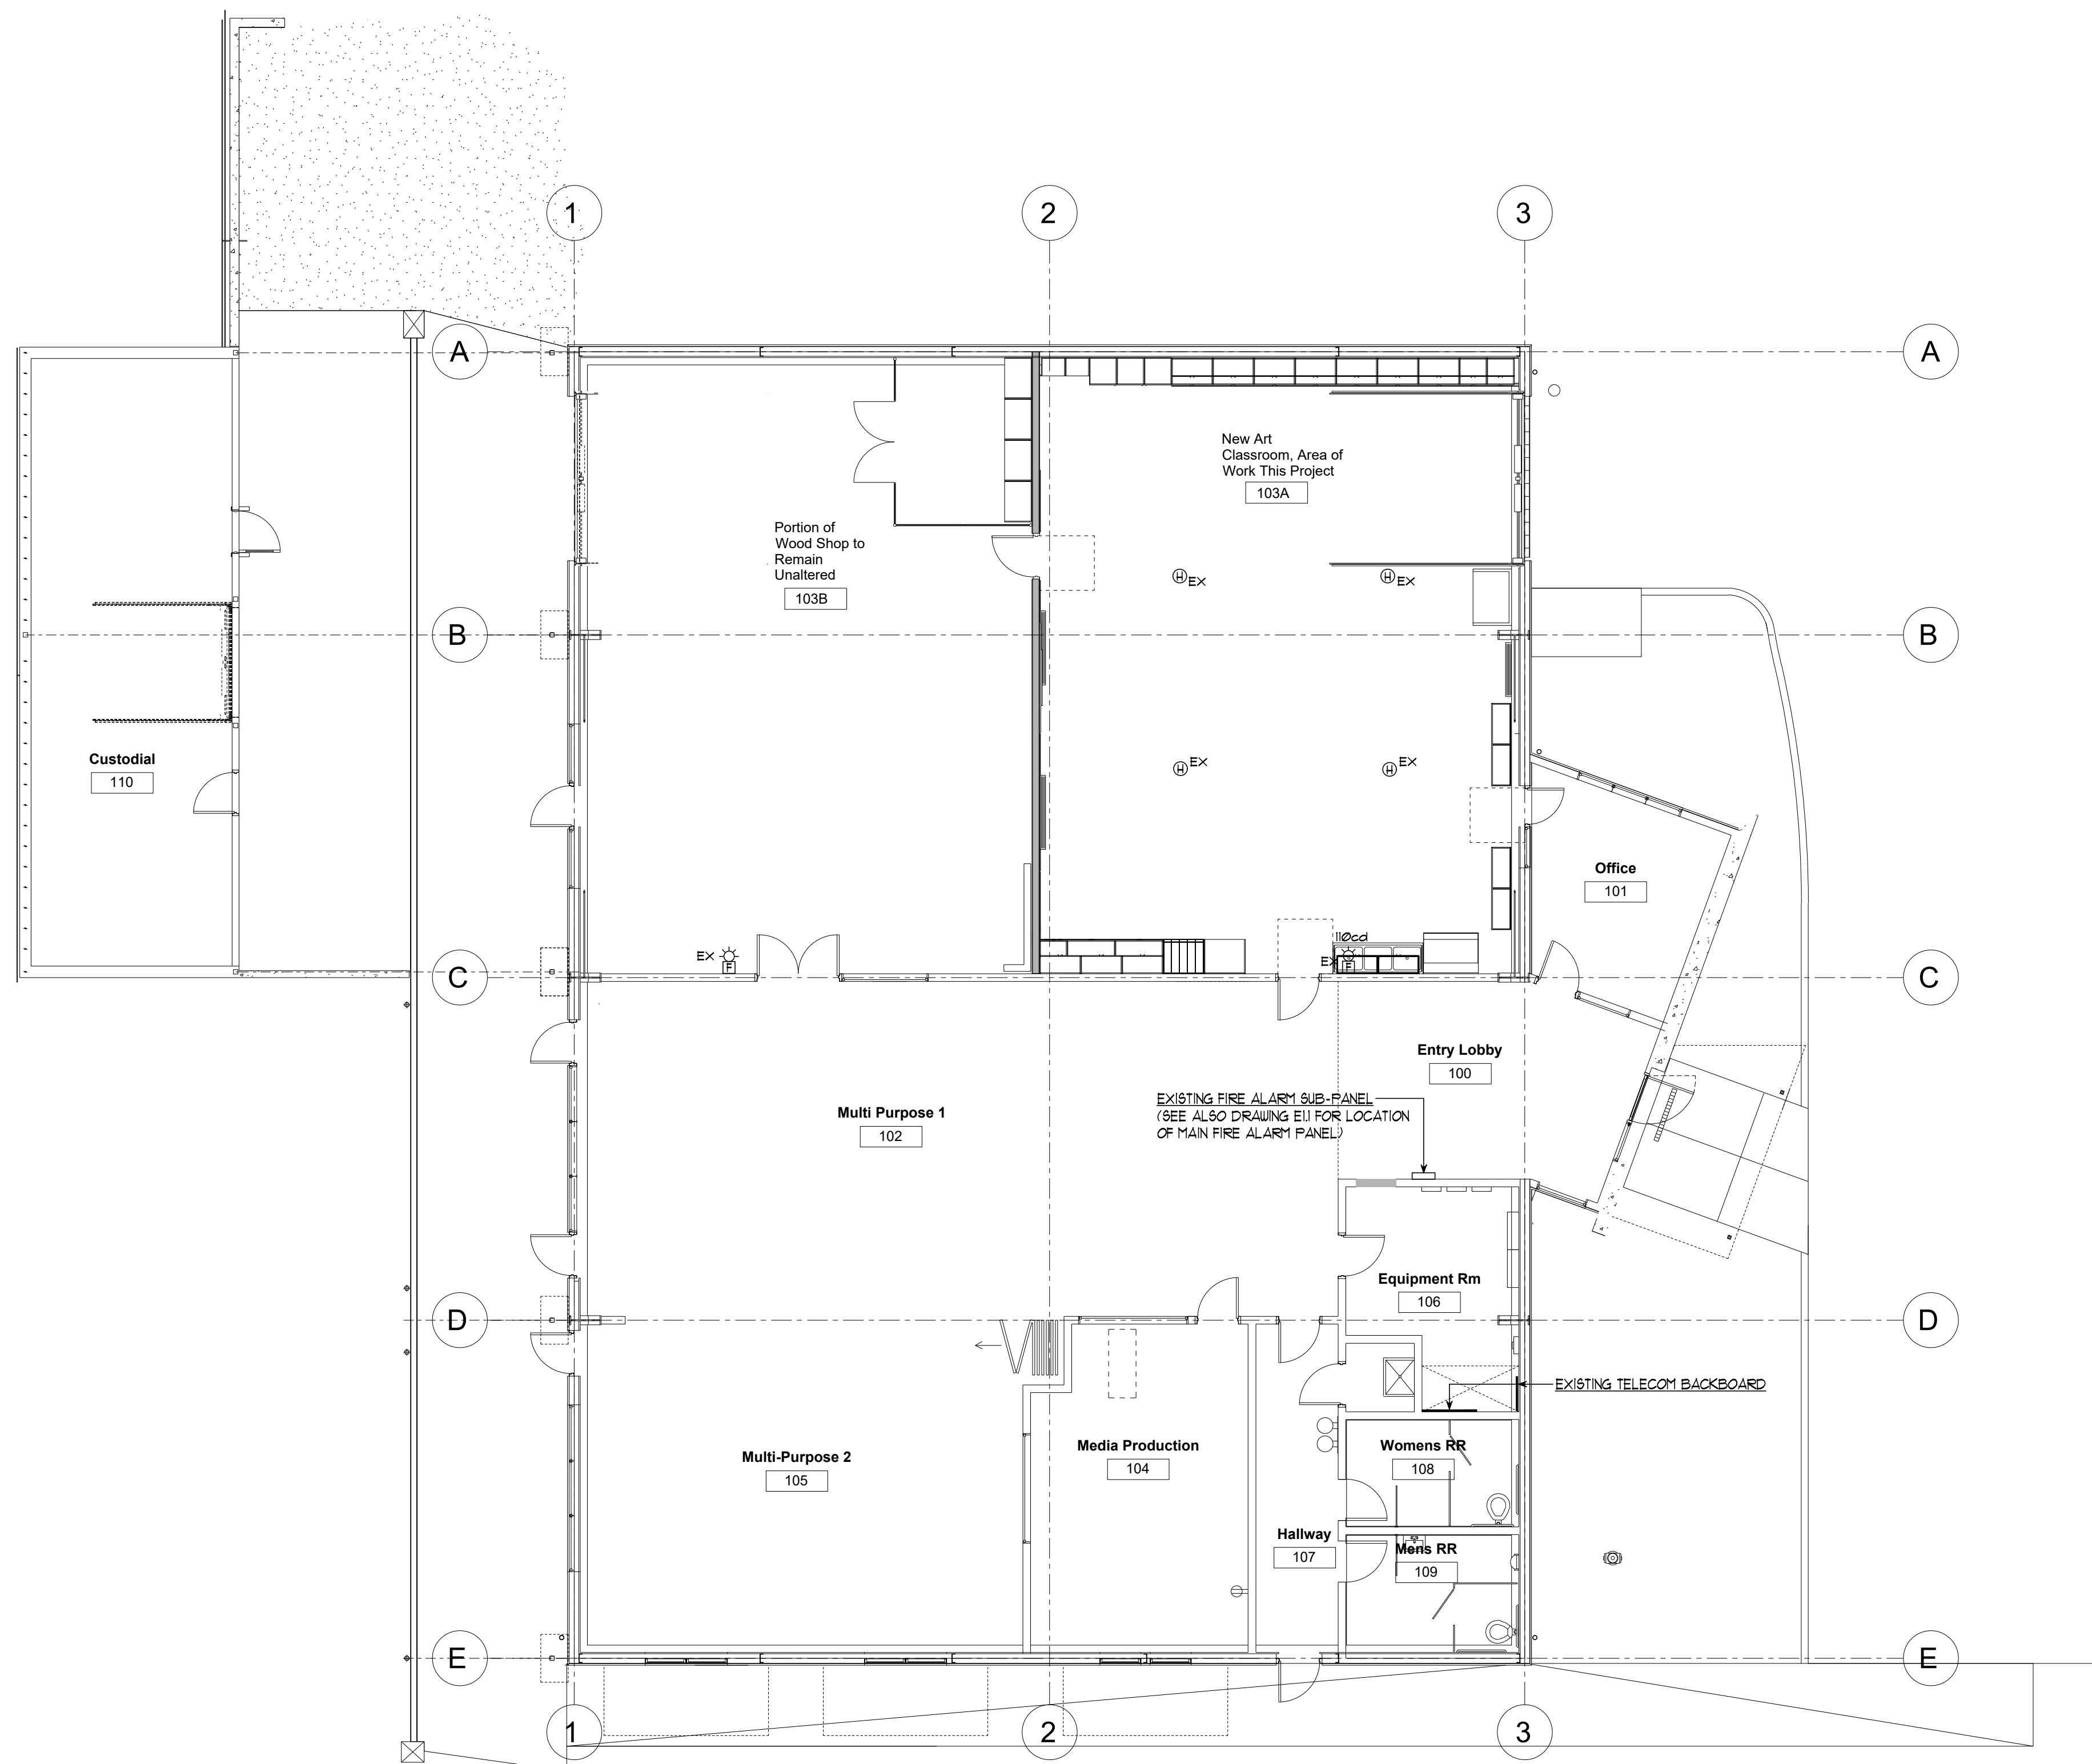 1
2
3
A
A
New Art
Classroom, Area of
Work This Project
103A
Portion of
Wood Shop to
Remain
Unaltered
103B
H EX
H EX
B
B
Custodial
110
H EX
H EX
Office
101
110cd
EX
F
EX
F
C
C
Entry Lobby
100
EXISTING FIRE ALARM SUB-PANEL
(SEE ALSO DRAWING E1.1 FOR LOCATION
OF MAIN FIRE ALARM PANEL)
Multi Purpose 1
102
Equipment Rm
106
D
D
EXISTING TELECOM BACKBOARD
Multi-Purpose 2
105
Media Production
104
Womens RR
108
Hallway
107
Mens RR
109
E
E
1
2
3